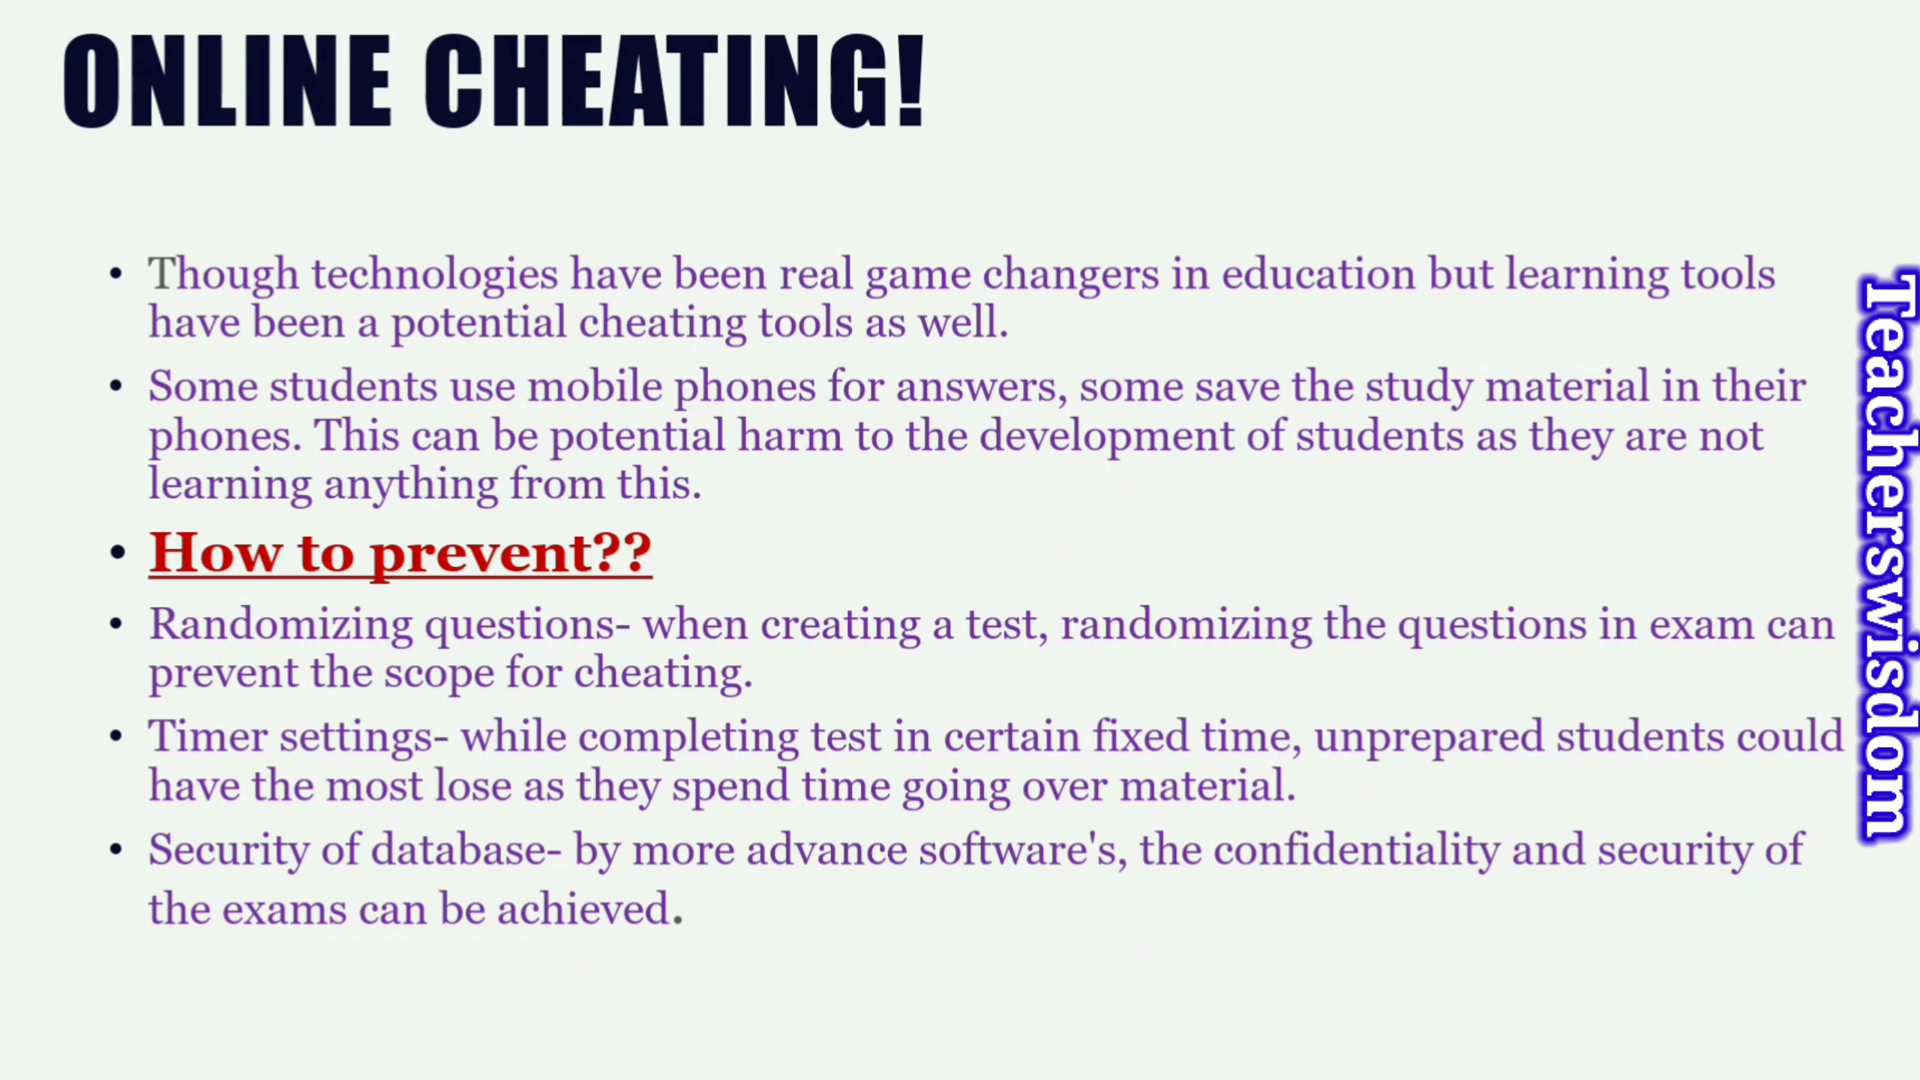 ONLINE CHEATING!
• Though technologies have been real game changers in education but learning tools
have been a potential cheating tools as well.
• Some students use mobile phones for answers, some save the study material in their
phones. This can be potential harm to the development of students as they are not
learning anything from this.
• How to prevent??
• Randomizing questions- when creating a test, randomizing the questions in exam can
prevent the scope for cheating.
• Timer settings- while completing test in certain fixed time, unprepared students could
have the most lose as they spend time going over material.
• Security of database- by more advance software's, the confidentiality and security of
the exams can be achieved.
Teacherswisdom